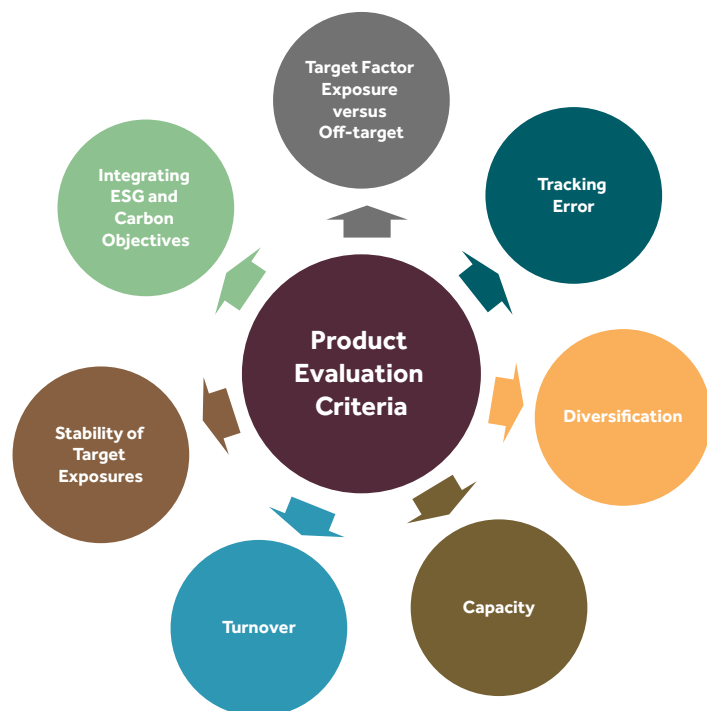 Target Factor
Exposure
versus
Off-target
Tracking
Error
Diversification
Capacity
Turnover
Stability of
Target
Exposures
Integrating
ESG and
Carbon
Objectives
Product
Evaluation
Criteria